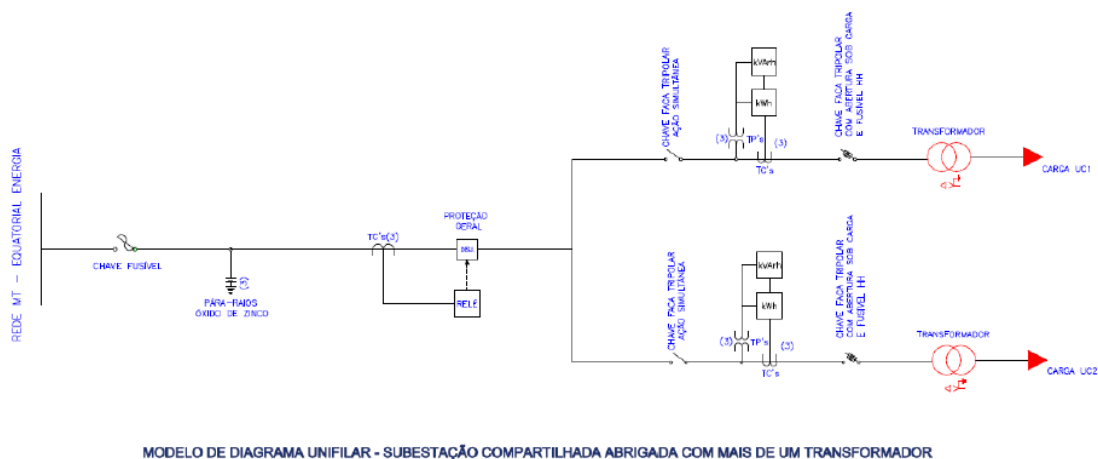 REDE MT - EQUATORIAL ENERGIA
CHAVE FUSÍVEL
(3)
PÁRA-RAIOS
ÓXIDO DE ZINCO
TC's(3)
PROTEÇÃO
GERAL
RELÉ
CHAVE FACA TRIPOLAR
AÇÃO SIMULTÂNEA
kVArh
kWh
(3)
TP's
(3)
TC's
CHAVE FACA TRIPOLAR
COM ABERTURA SOB CARGA
E FUSIVEL HH
TRANSFORMADOR
CARGA UC1
CHAVE FACA TRIPOLAR
AÇÃO SIMULTÂNEA
kVArh
kWh
(3)
TP's
(3)
TC's
CHAVE FACA TRIPOLAR
COM ABERTURA SOB CARGA
E FUSIVEL HH
TRANSFORMADOR
CARGA UC2
MODELO DE DIAGRAMA UNIFILAR - SUBESTAÇÃO COMPARTILHADA ABRIGADA COM MAIS DE UM TRANSFORMADOR